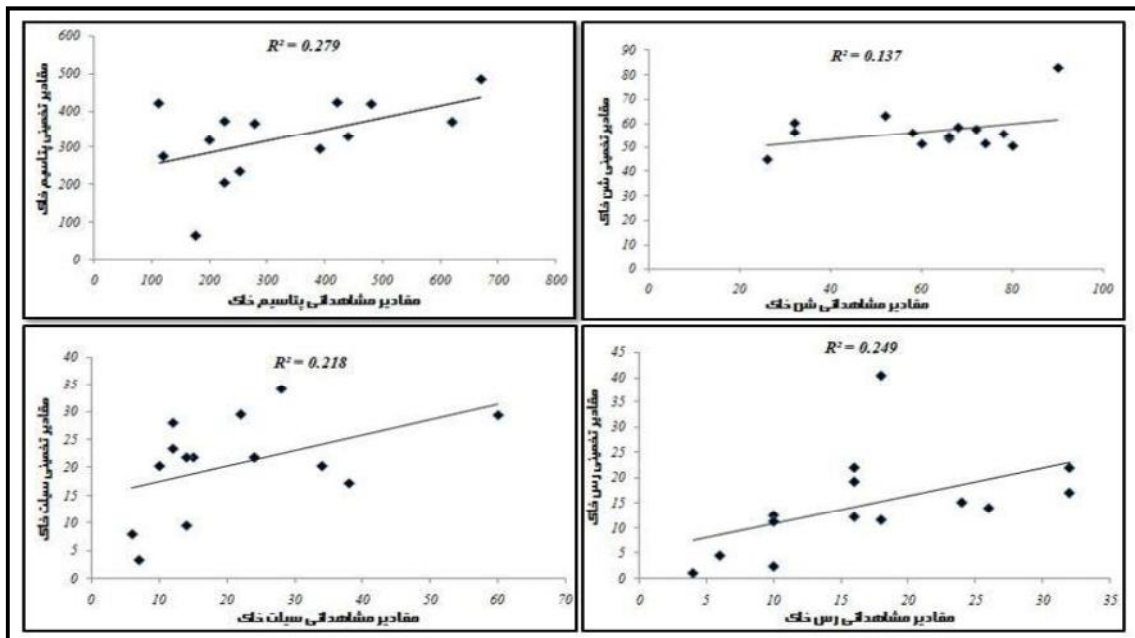 R² = 0.279
مقادیر تخمینی پتاسیم خاک
600
500
400
300
200
100
0
0 100 200 300 400 500 600 700 800
مقادیر مشاهداتی پتاسیم خاک
R² = 0.137
مقادیر تخمینی شن خاک
90
80
70
60
50
40
30
20
10
0
0 20 40 60 80 100
مقادیر مشاهداتی شن خاک
R² = 0.218
مقادیر تخمینی سیلت خاک
40
35
30
25
20
15
10
5
0
0 10 20 30 40 50 60 70
مقادیر مشاهداتی سیلت خاک
R² = 0.249
مقادیر تخمینی رس خاک
45
40
35
30
25
20
15
10
5
0
0 5 10 15 20 25 30 35
مقادیر مشاهداتی رس خاک